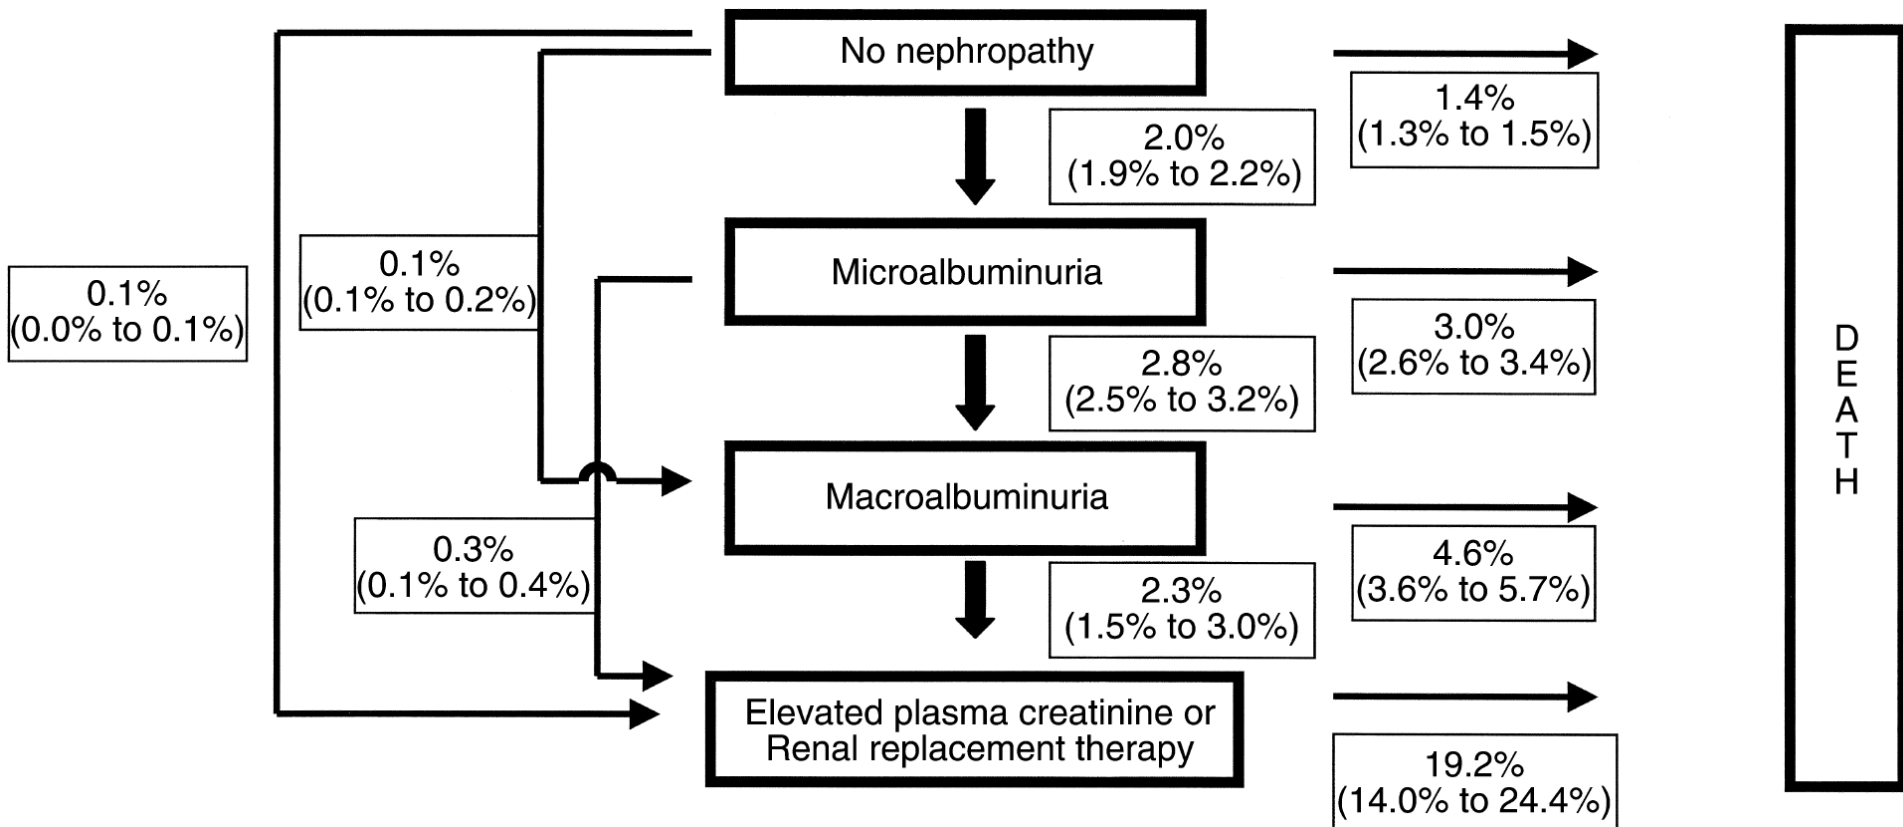 No nephropathy
1.4%
(1.3% to 1.5%)
2.0%
(1.9% to 2.2%)
0.1%
(0.0% to 0.1%)
0.1%
(0.1% to 0.2%)
Microalbuminuria
3.0%
(2.6% to 3.4%)
2.8%
(2.5% to 3.2%)
Macroalbuminuria
4.6%
(3.6% to 5.7%)
0.3%
(0.1% to 0.4%)
2.3%
(1.5% to 3.0%)
Elevated plasma creatinine or
Renal replacement therapy
19.2%
(14.0% to 24.4%)
D
E
A
T
H